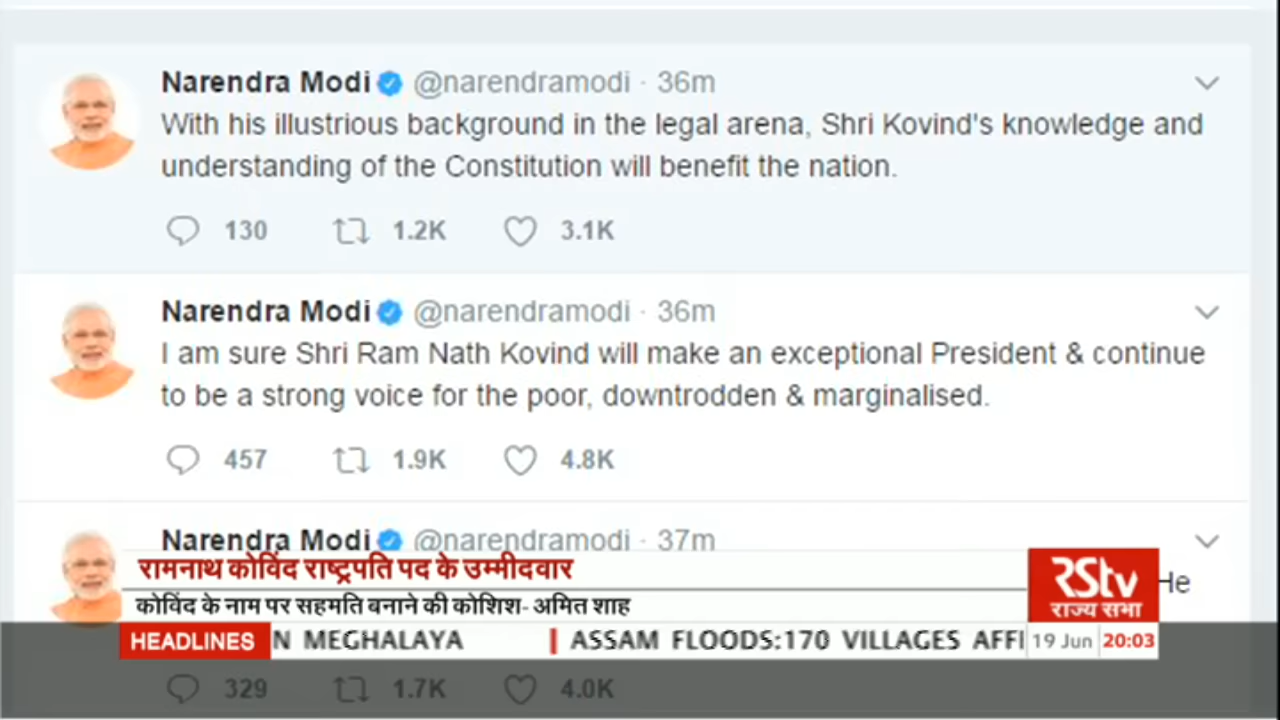 Narendra Modi @narendramodi · 36m
With his illustrious background in the legal arena, Shri Kovind's knowledge and
understanding of the Constitution will benefit the nation.
130 1.2K 3.1K
Narendra Modi @narendramodi · 36m
I am sure Shri Ram Nath Kovind will make an exceptional President & continue
to be a strong voice for the poor, downtrodden & marginalised.
457 1.9K 4.8K
Narendra Modi @narendramodi · 37m
रामनाथ कोविंद राष्ट्रपति पद के उम्मीदवार
He
कोविंद के नाम पर सहमति बनाने की कोशिश- अमित शाह
RStv
राज्य सभा
HEADLINES N MEGHALAYA | ASSAM FLOODS:170 VILLAGES AFFI 19 Jun 20:03
329 1.7K 4.0K